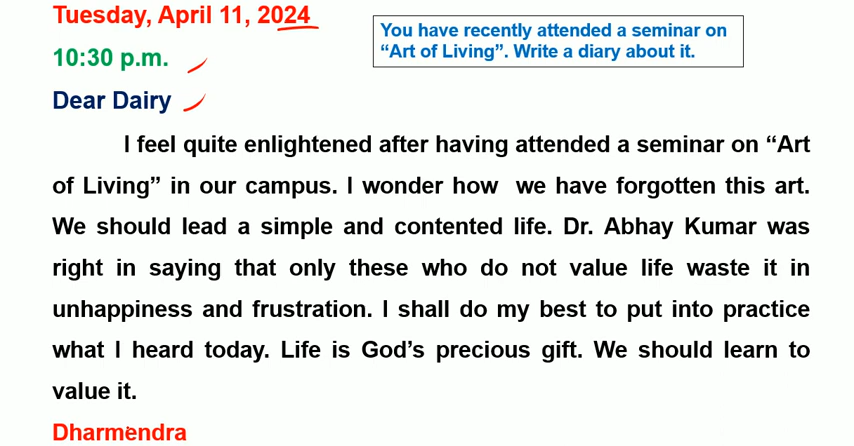 Tuesday, April 11, 2024
You have recently attended a seminar on
“Art of Living”. Write a diary about it.
10:30 p.m.
Dear Dairy
I feel quite enlightened after having attended a seminar on “Art
of Living” in our campus. I wonder how we have forgotten this art.
We should lead a simple and contented life. Dr. Abhay Kumar was
right in saying that only these who do not value life waste it in
unhappiness and frustration. I shall do my best to put into practice
what I heard today. Life is God’s precious gift. We should learn to
value it.
Dharmendra